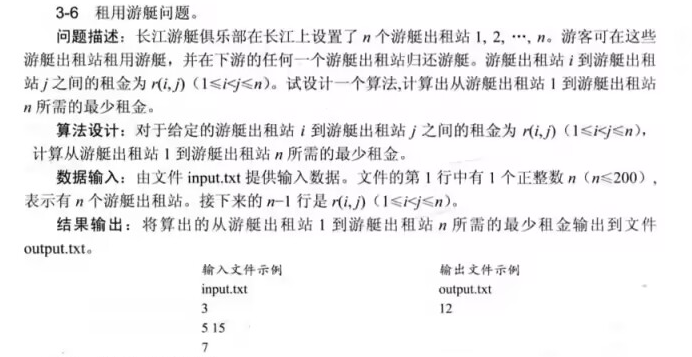 3-6 租用游艇问题。
问题描述：长江游艇俱乐部在长江上设置了 n 个游艇出租站 1, 2, …, n。游客可在这些
游艇出租站租用游艇，并在下游的任何一个游艇出租站归还游艇。游艇出租站 i 到游艇出租
站 j 之间的租金为 r(i, j)（1≤i<j≤n）。试设计一个算法,计算出从游艇出租站 1 到游艇出租站
n 所需的最少租金。
算法设计：对于给定的游艇出租站 i 到游艇出租站 j 之间的租金为 r(i, j)（1≤i<j≤n），
计算从游艇出租站 1 到游艇出租站 n 所需的最少租金。
数据输入：由文件 input.txt 提供输入数据。文件的第 1 行中有 1 个正整数 n（n≤200），
表示有 n 个游艇出租站。接下来的 n−1 行是 r(i, j)（1≤i<j≤n）。
结果输出：将算出的从游艇出租站 1 到游艇出租站 n 所需的最少租金输出到文件
output.txt。
输入文件示例 输出文件示例
input.txt output.txt
3 12
5 15
7